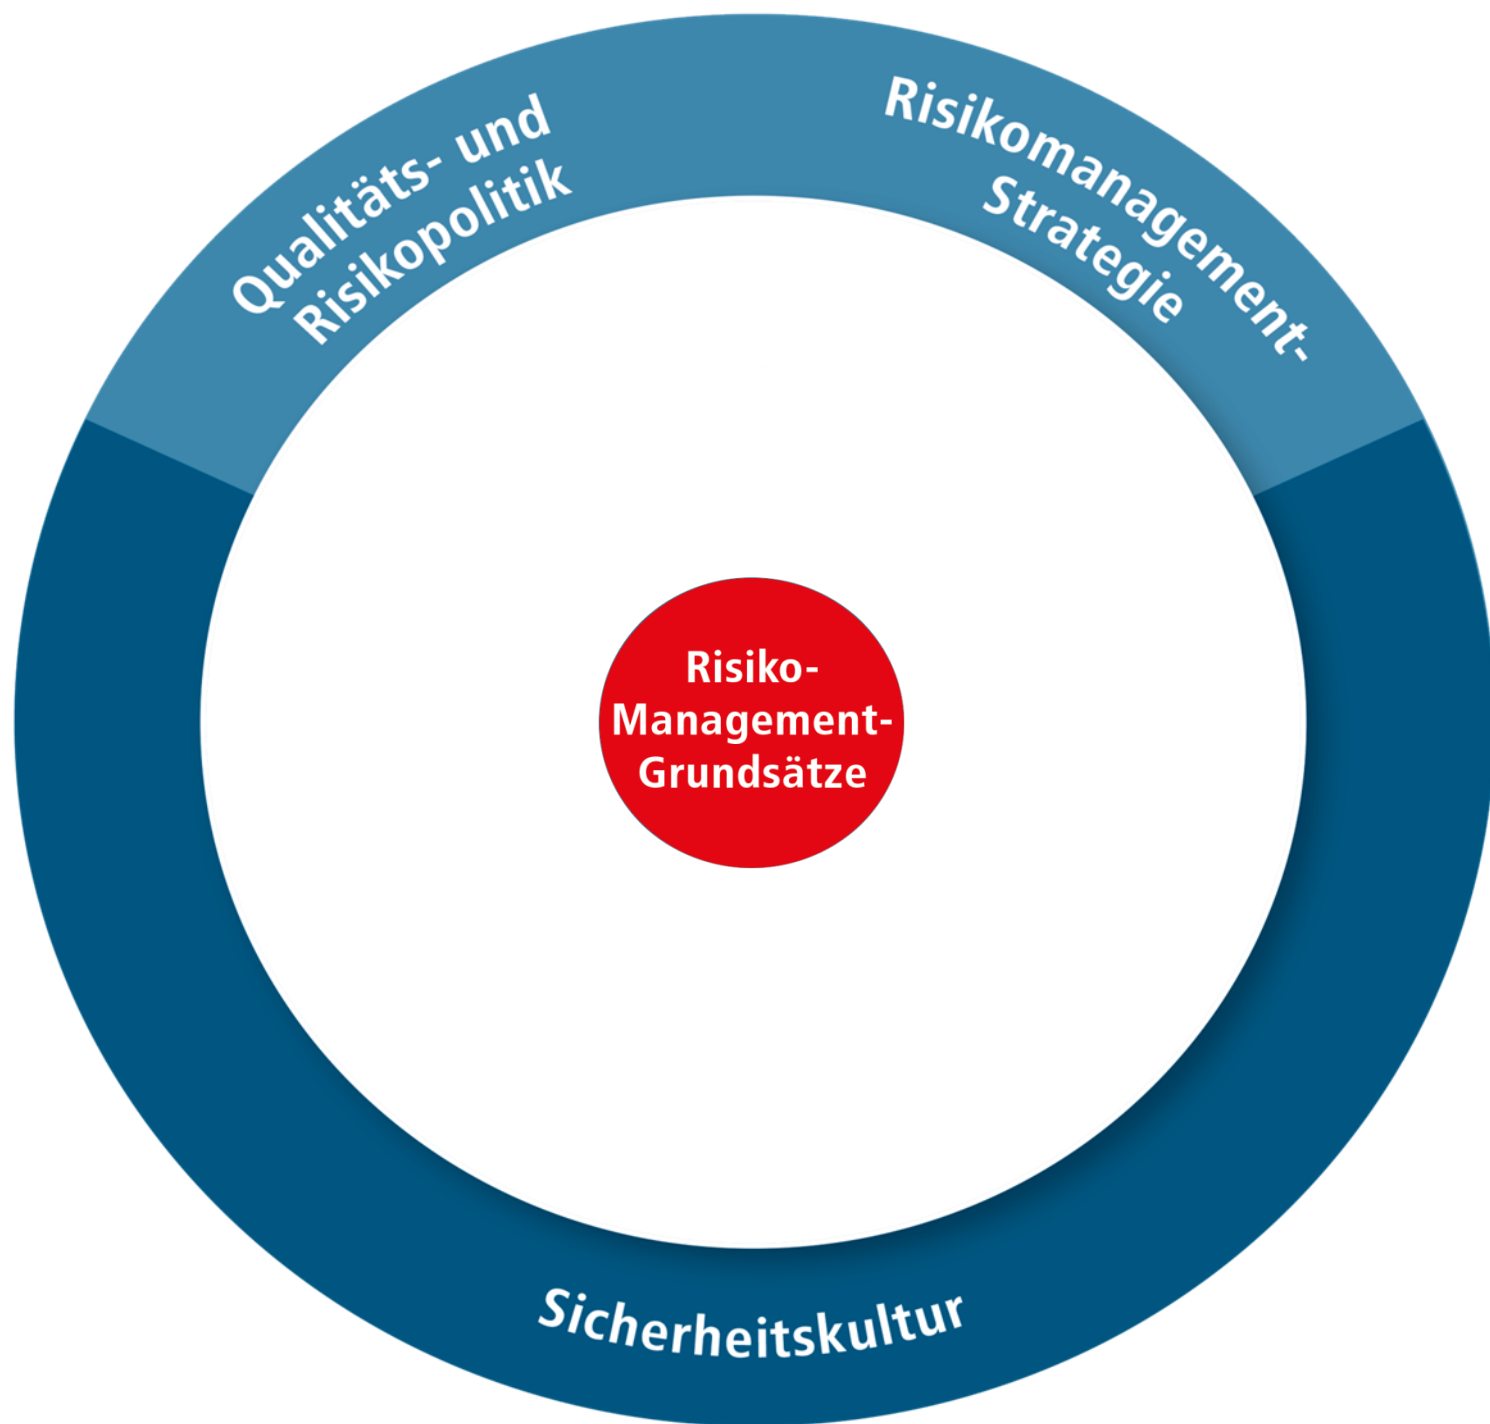 Qualitäts- und
Risikopolitik
Risikomanagement-
Strategie
Risiko-
Management-
Grundsätze
Sicherheitskultur